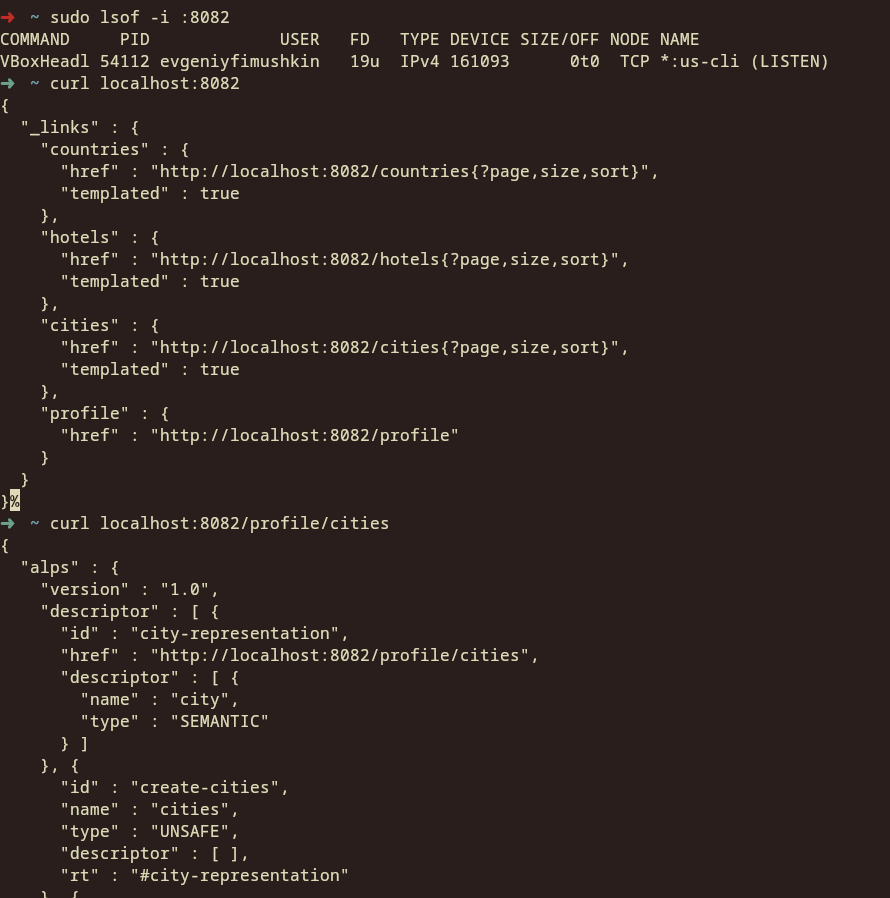 ➜  ~ sudo lsof -i :8082
COMMAND     PID             USER   FD   TYPE DEVICE SIZE/OFF NODE NAME
VBoxHeadl 54112 evgeniyfimushkin   19u  IPv4 161093      0t0  TCP *:us-cli (LISTEN)
➜  ~ curl localhost:8082
{
  "_links" : {
    "countries" : {
      "href" : "http://localhost:8082/countries{?page,size,sort}",
      "templated" : true
    },
    "hotels" : {
      "href" : "http://localhost:8082/hotels{?page,size,sort}",
      "templated" : true
    },
    "cities" : {
      "href" : "http://localhost:8082/cities{?page,size,sort}",
      "templated" : true
    },
    "profile" : {
      "href" : "http://localhost:8082/profile"
    }
  }
}%
➜  ~ curl localhost:8082/profile/cities
{
  "alps" : {
    "version" : "1.0",
    "descriptor" : [ {
      "id" : "city-representation",
      "href" : "http://localhost:8082/profile/cities",
      "descriptor" : [ {
        "name" : "city",
        "type" : "SEMANTIC"
      } ]
    }, {
      "id" : "create-cities",
      "name" : "cities",
      "type" : "UNSAFE",
      "descriptor" : [ ],
      "rt" : "#city-representation"
    }, {